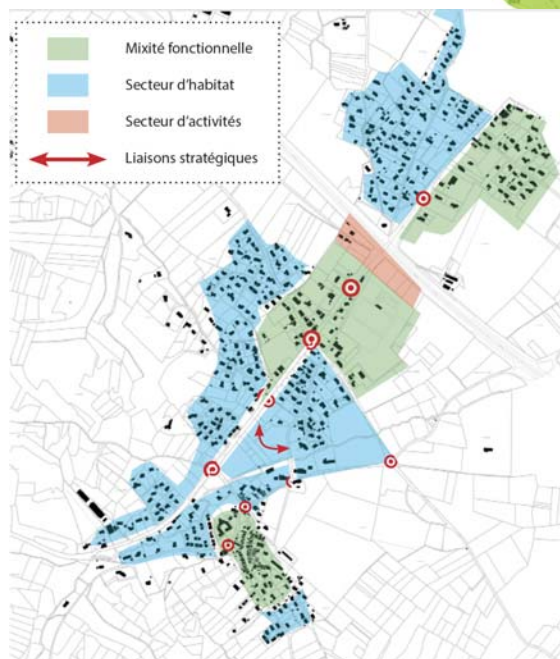 Mixité fonctionnelle
Secteur d'habitat
Secteur d'activités
Liaisons stratégiques